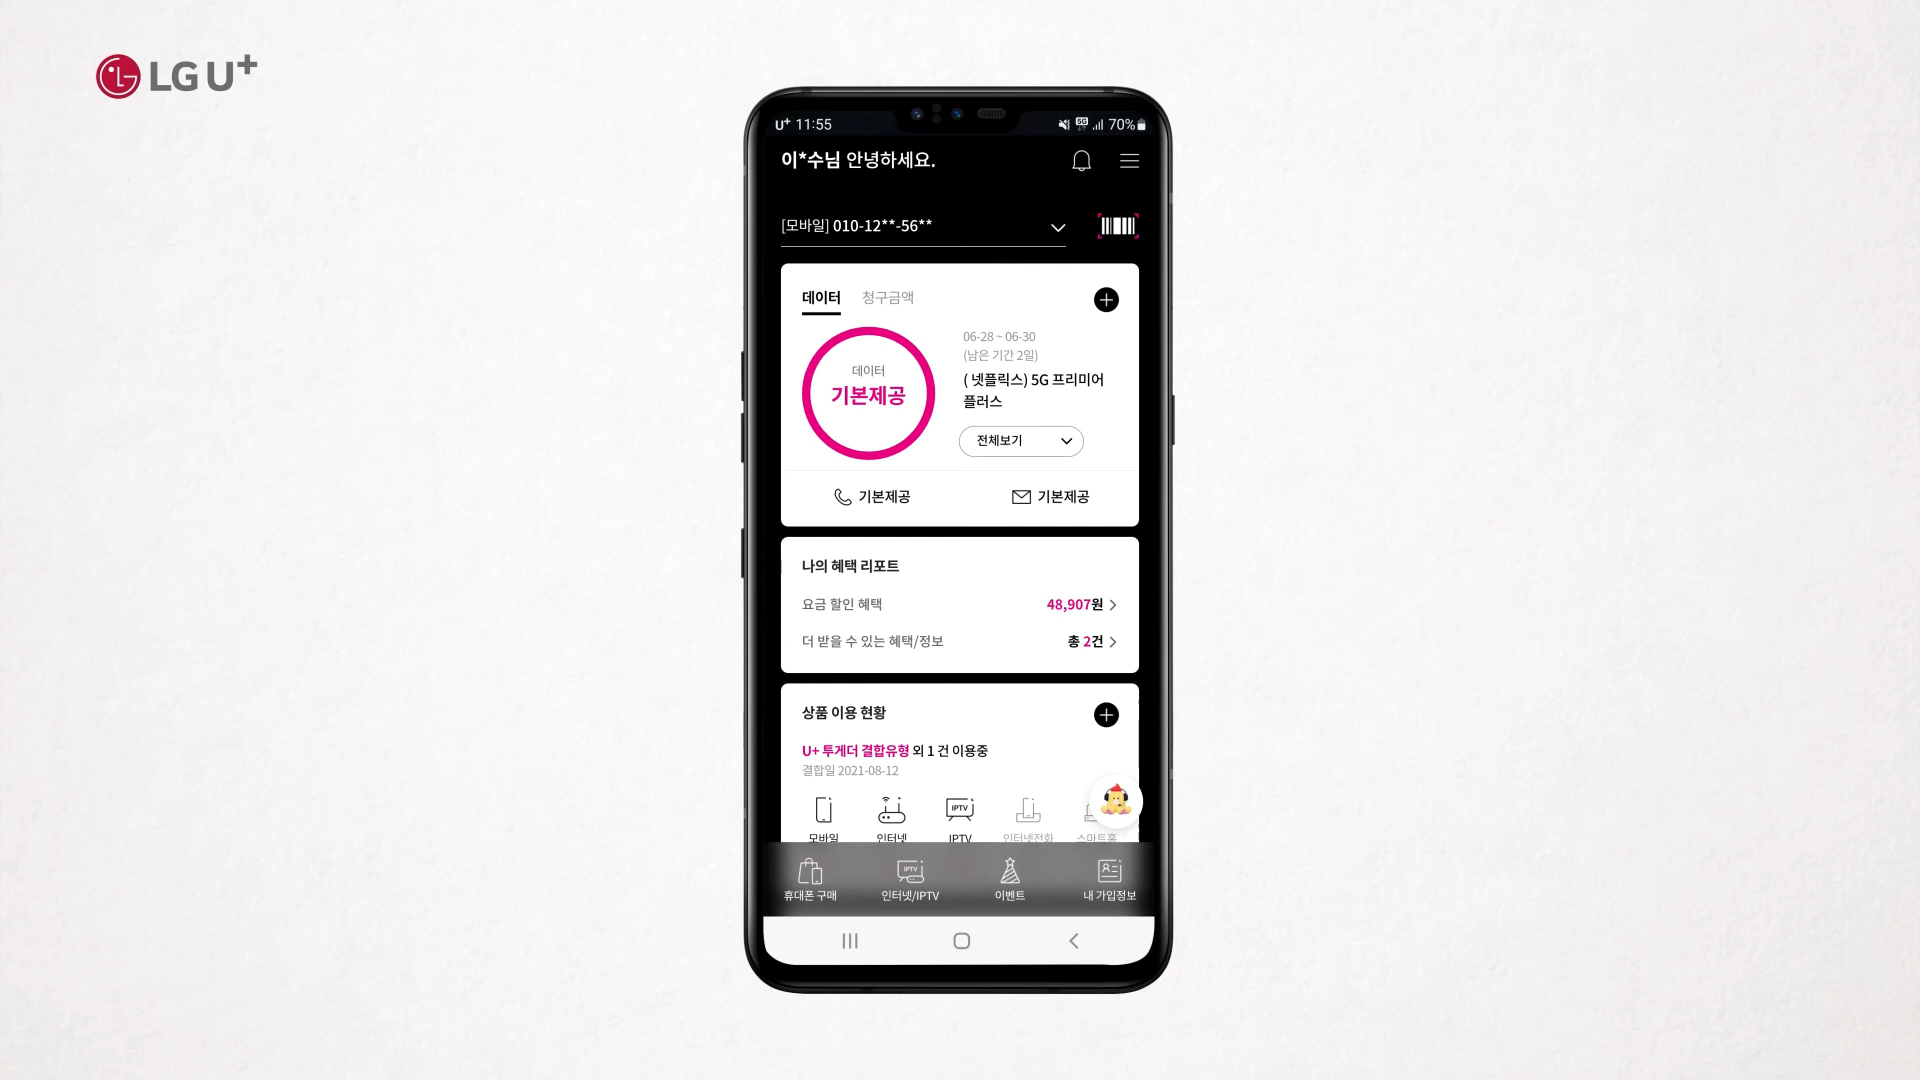 LG U+
U+ 11:55
5G
70%
이*수님 안녕하세요.
[모바일] 010-12**-56**
데이터 청구금액
06-28 ~ 06-30
(남은 기간 2일)
데이터
기본제공
( 넷플릭스) 5G 프리미어
플러스
전체보기
기본제공
기본제공
나의 혜택 리포트
요금 할인 혜택 48,907원
더 받을 수 있는 혜택/정보 총 2건
상품 이용 현황
U+ 투게더 결합유형 외 1 건 이용중
결합일 2021-08-12
IPTV
모바일 인터넷 IPTV 인터넷전화 스마트홈
IPTV
휴대폰 구매 인터넷/IPTV 이벤트 내 가입정보